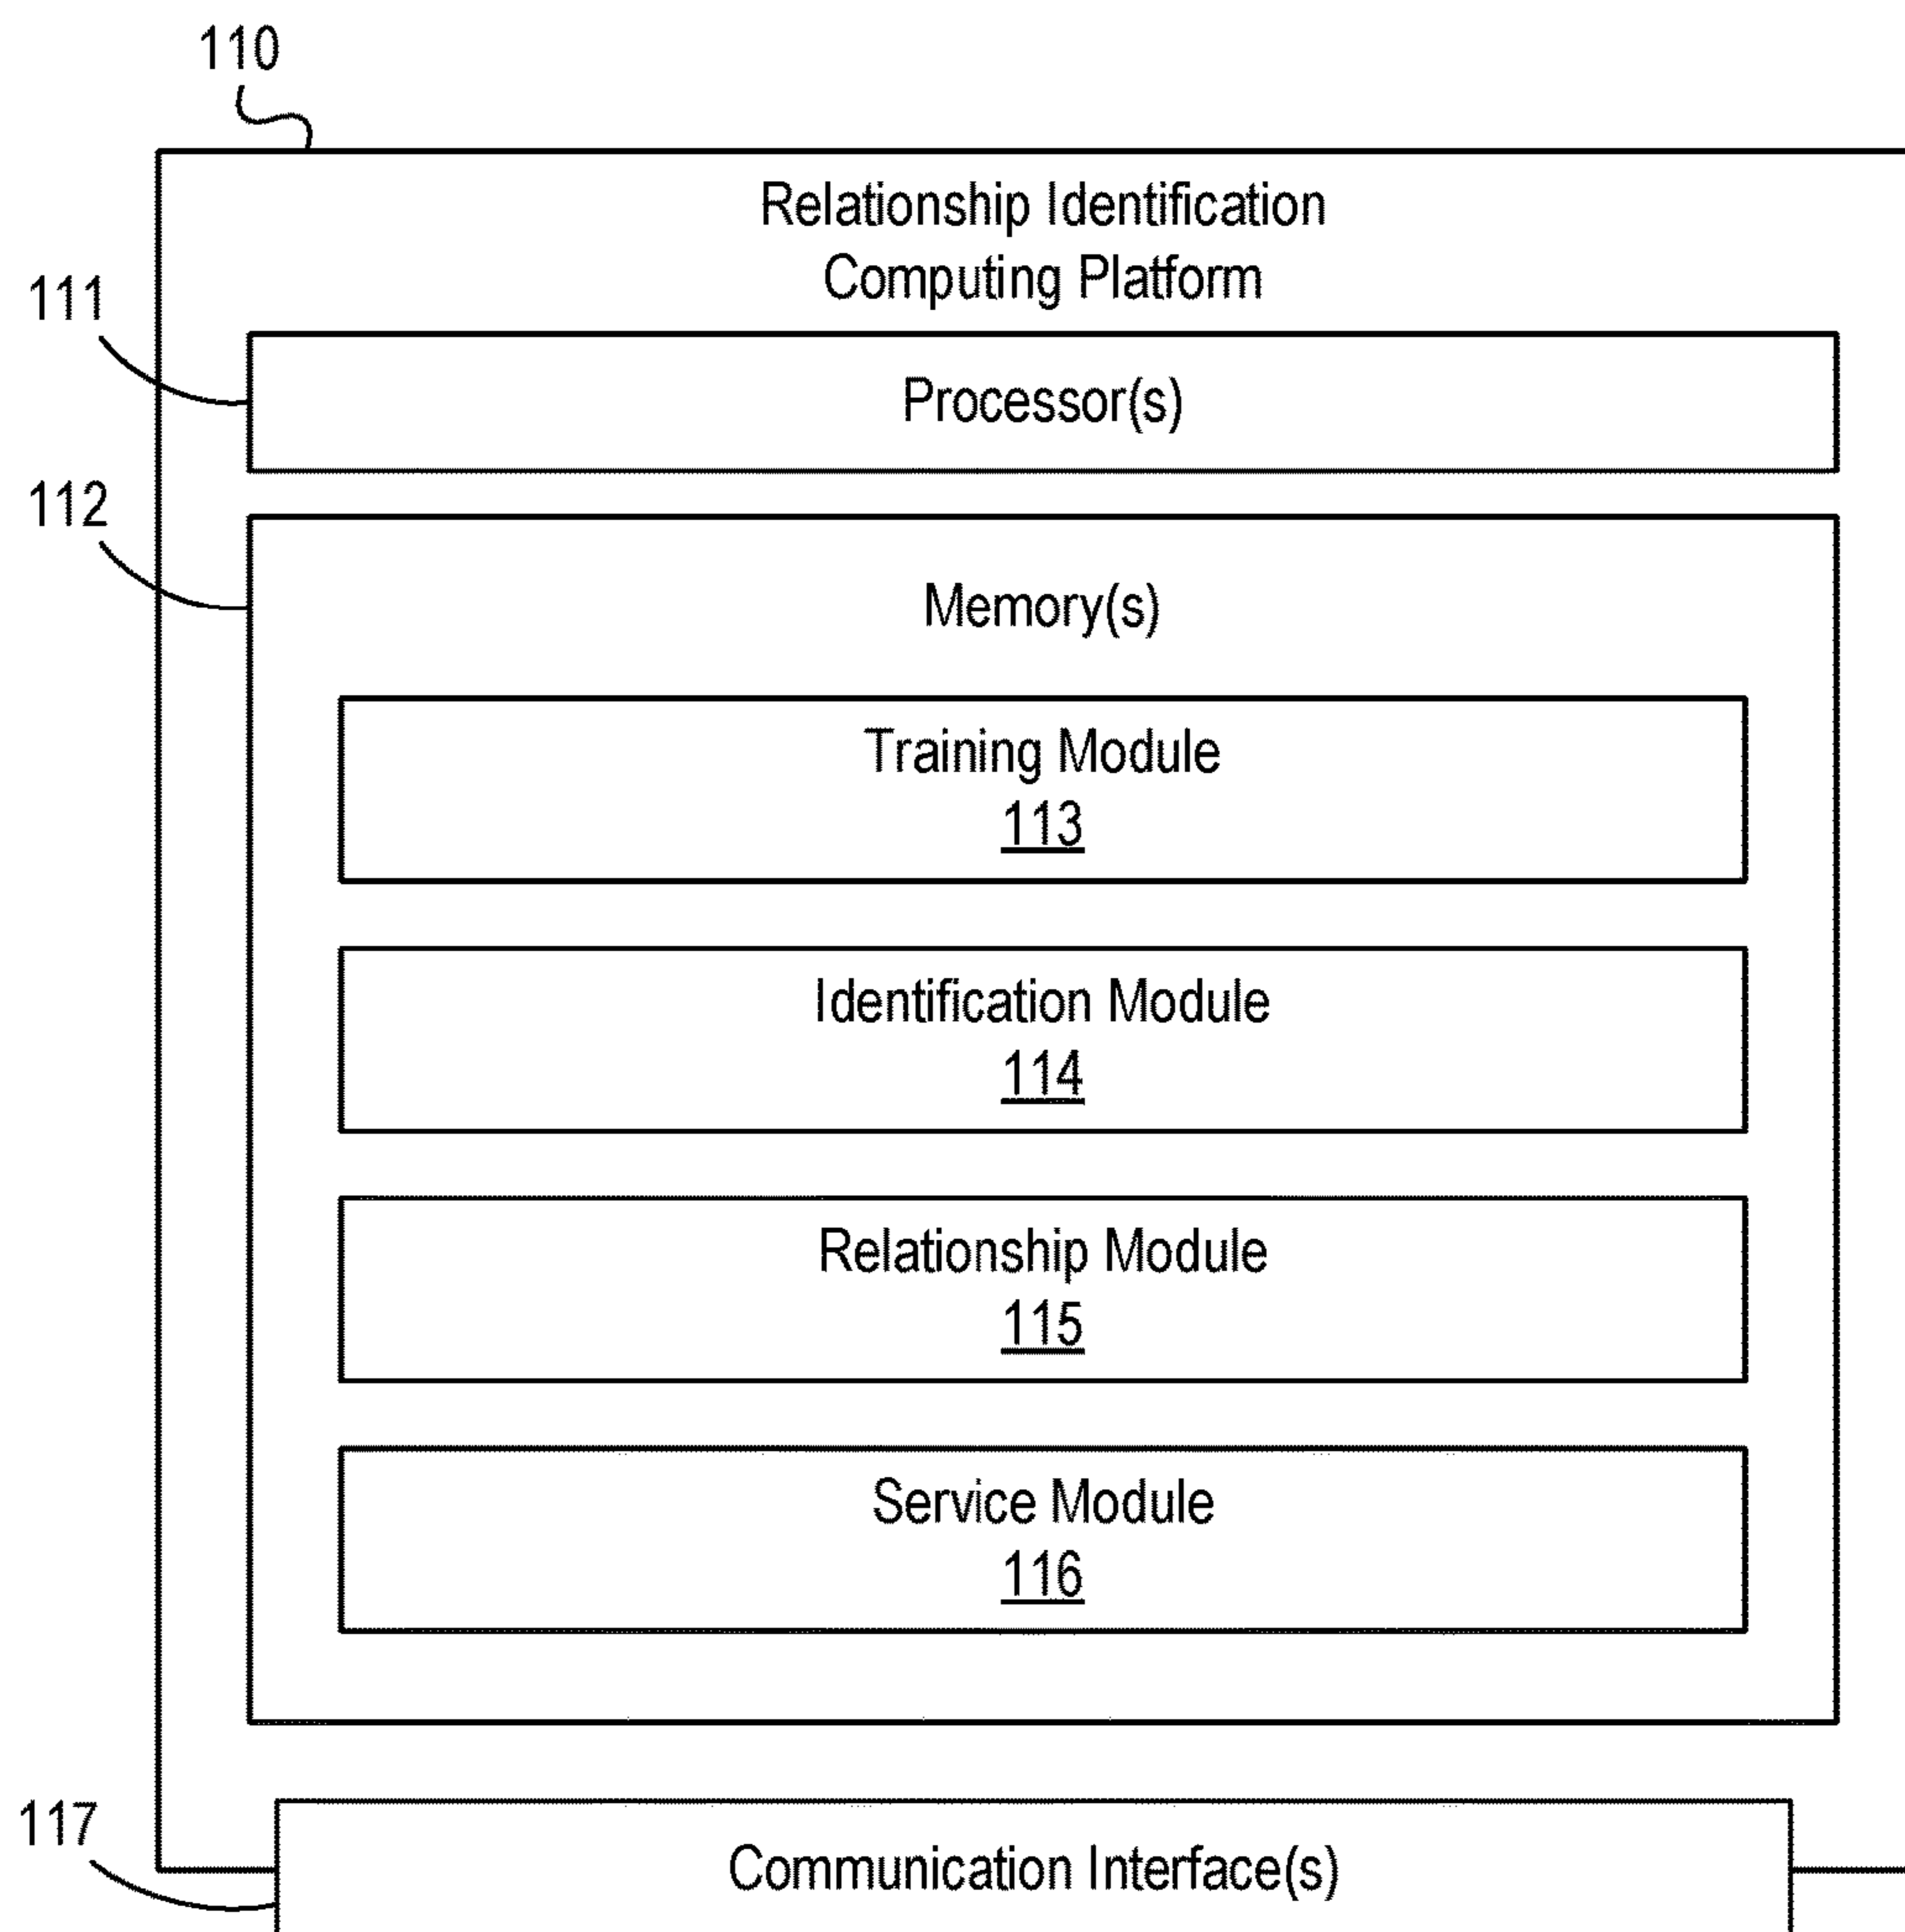 110
Relationship Identification
Computing Platform
111
Processor(s)
112
Memory(s)
Training Module
113
Identification Module
114
Relationship Module
115
Service Module
116
117
Communication Interface(s)